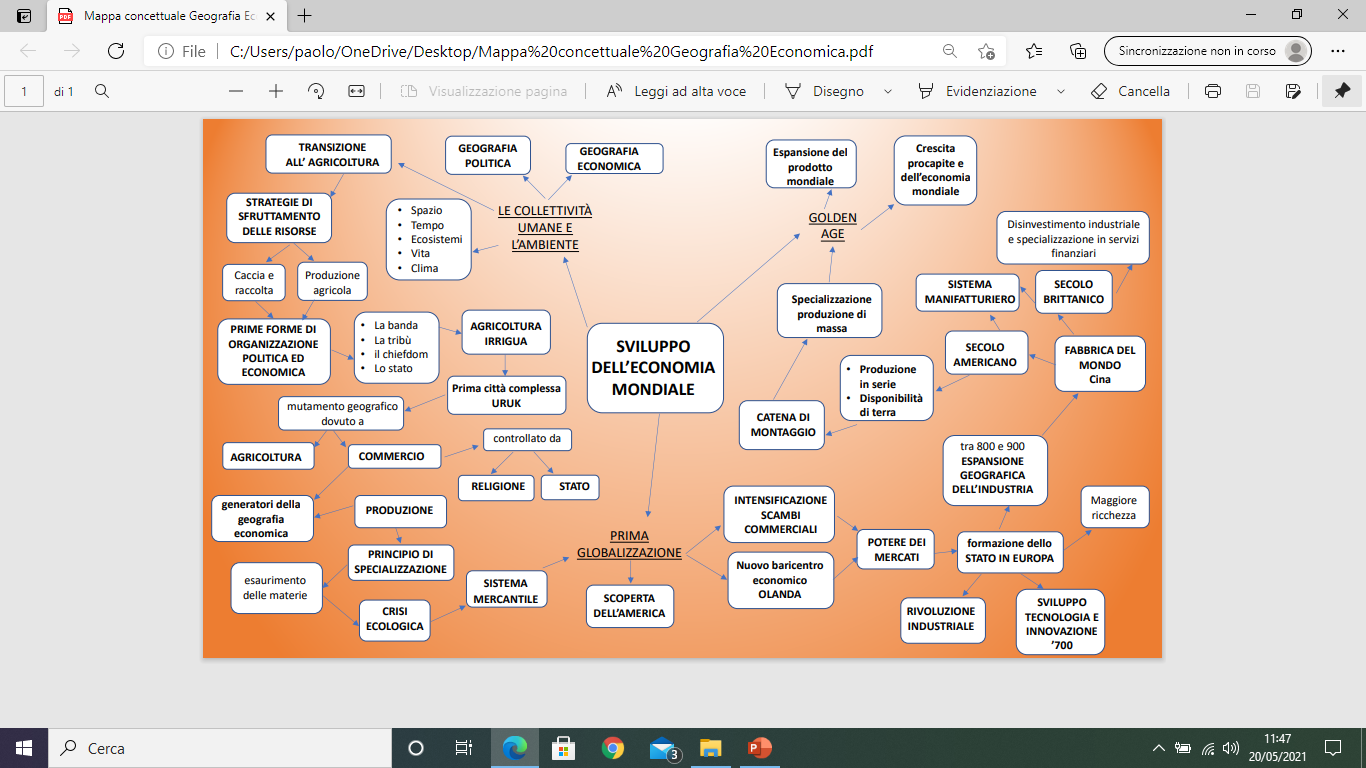 Mappa concettuale Geografia Ec
File
C:/Users/paolo/OneDrive/Desktop/Mappa%20concettuale%20Geografia%20Economica.pdf
Sincronizzazione non in corso
1
di 1
Visualizzazione pagina
Leggi ad alta voce
Disegno
Evidenziazione
Cancella
TRANSIZIONE
ALL' AGRICOLTURA
GEOGRAFIA
POLITICA
GEOGRAFIA
ECONOMICA
STRATEGIE DI
SFRUTTAMENTO
DELLE RISORSE
• Spazio
• Tempo
• Ecosistemi
• Vita
• Clima
LE COLLETTIVITÀ
UMANE E
L'AMBIENTE
Caccia e
raccolta
Produzione
agricola
PRIME FORME DI
ORGANIZZAZIONE
POLITICA ED
ECONOMICA
• La banda
• La tribù
• il chiefdom
• Lo stato
AGRICOLTURA
IRRIGUA
Prima città complessa
URUK
mutamento geografico
dovuto a
AGRICOLTURA
COMMERCIO
controllato da
RELIGIONE
STATO
generatori della
geografia
economica
PRODUZIONE
PRINCIPIO DI
SPECIALIZZAZIONE
esaurimento
delle materie
CRISI
ECOLOGICA
SISTEMA
MERCANTILE
SVILUPPO
DELL'ECONOMIA
MONDIALE
PRIMA
GLOBALIZZAZIONE
SCOPERTA
DELL'AMERICA
INTENSIFICAZIONE
SCAMBI
COMMERCIALI
Nuovo baricentro
economico
OLANDA
POTERE DEI
MERCATI
formazione dello
STATO IN EUROPA
Maggiore
ricchezza
RIVOLUZIONE
INDUSTRIALE
SVILUPPO
TECNOLOGIA E
INNOVAZIONE
'700
tra 800 e 900
ESPANSIONE
GEOGRAFICA
DELL'INDUSTRIA
FABBRICA DEL
MONDO
Cina
SECOLO
BRITTANICO
Disinvestimento industriale
e specializzazione in servizi
finanziari
SISTEMA
MANIFATTURIERO
SECOLO
AMERICANO
• Produzione
in serie
• Disponibilità
di terra
CATENA DI
MONTAGGIO
Specializzazione
produzione di
massa
GOLDEN
AGE
Espansione del
prodotto
mondiale
Crescita
procapite e
dell'economia
mondiale
Cerca
3
11:47
20/05/2021